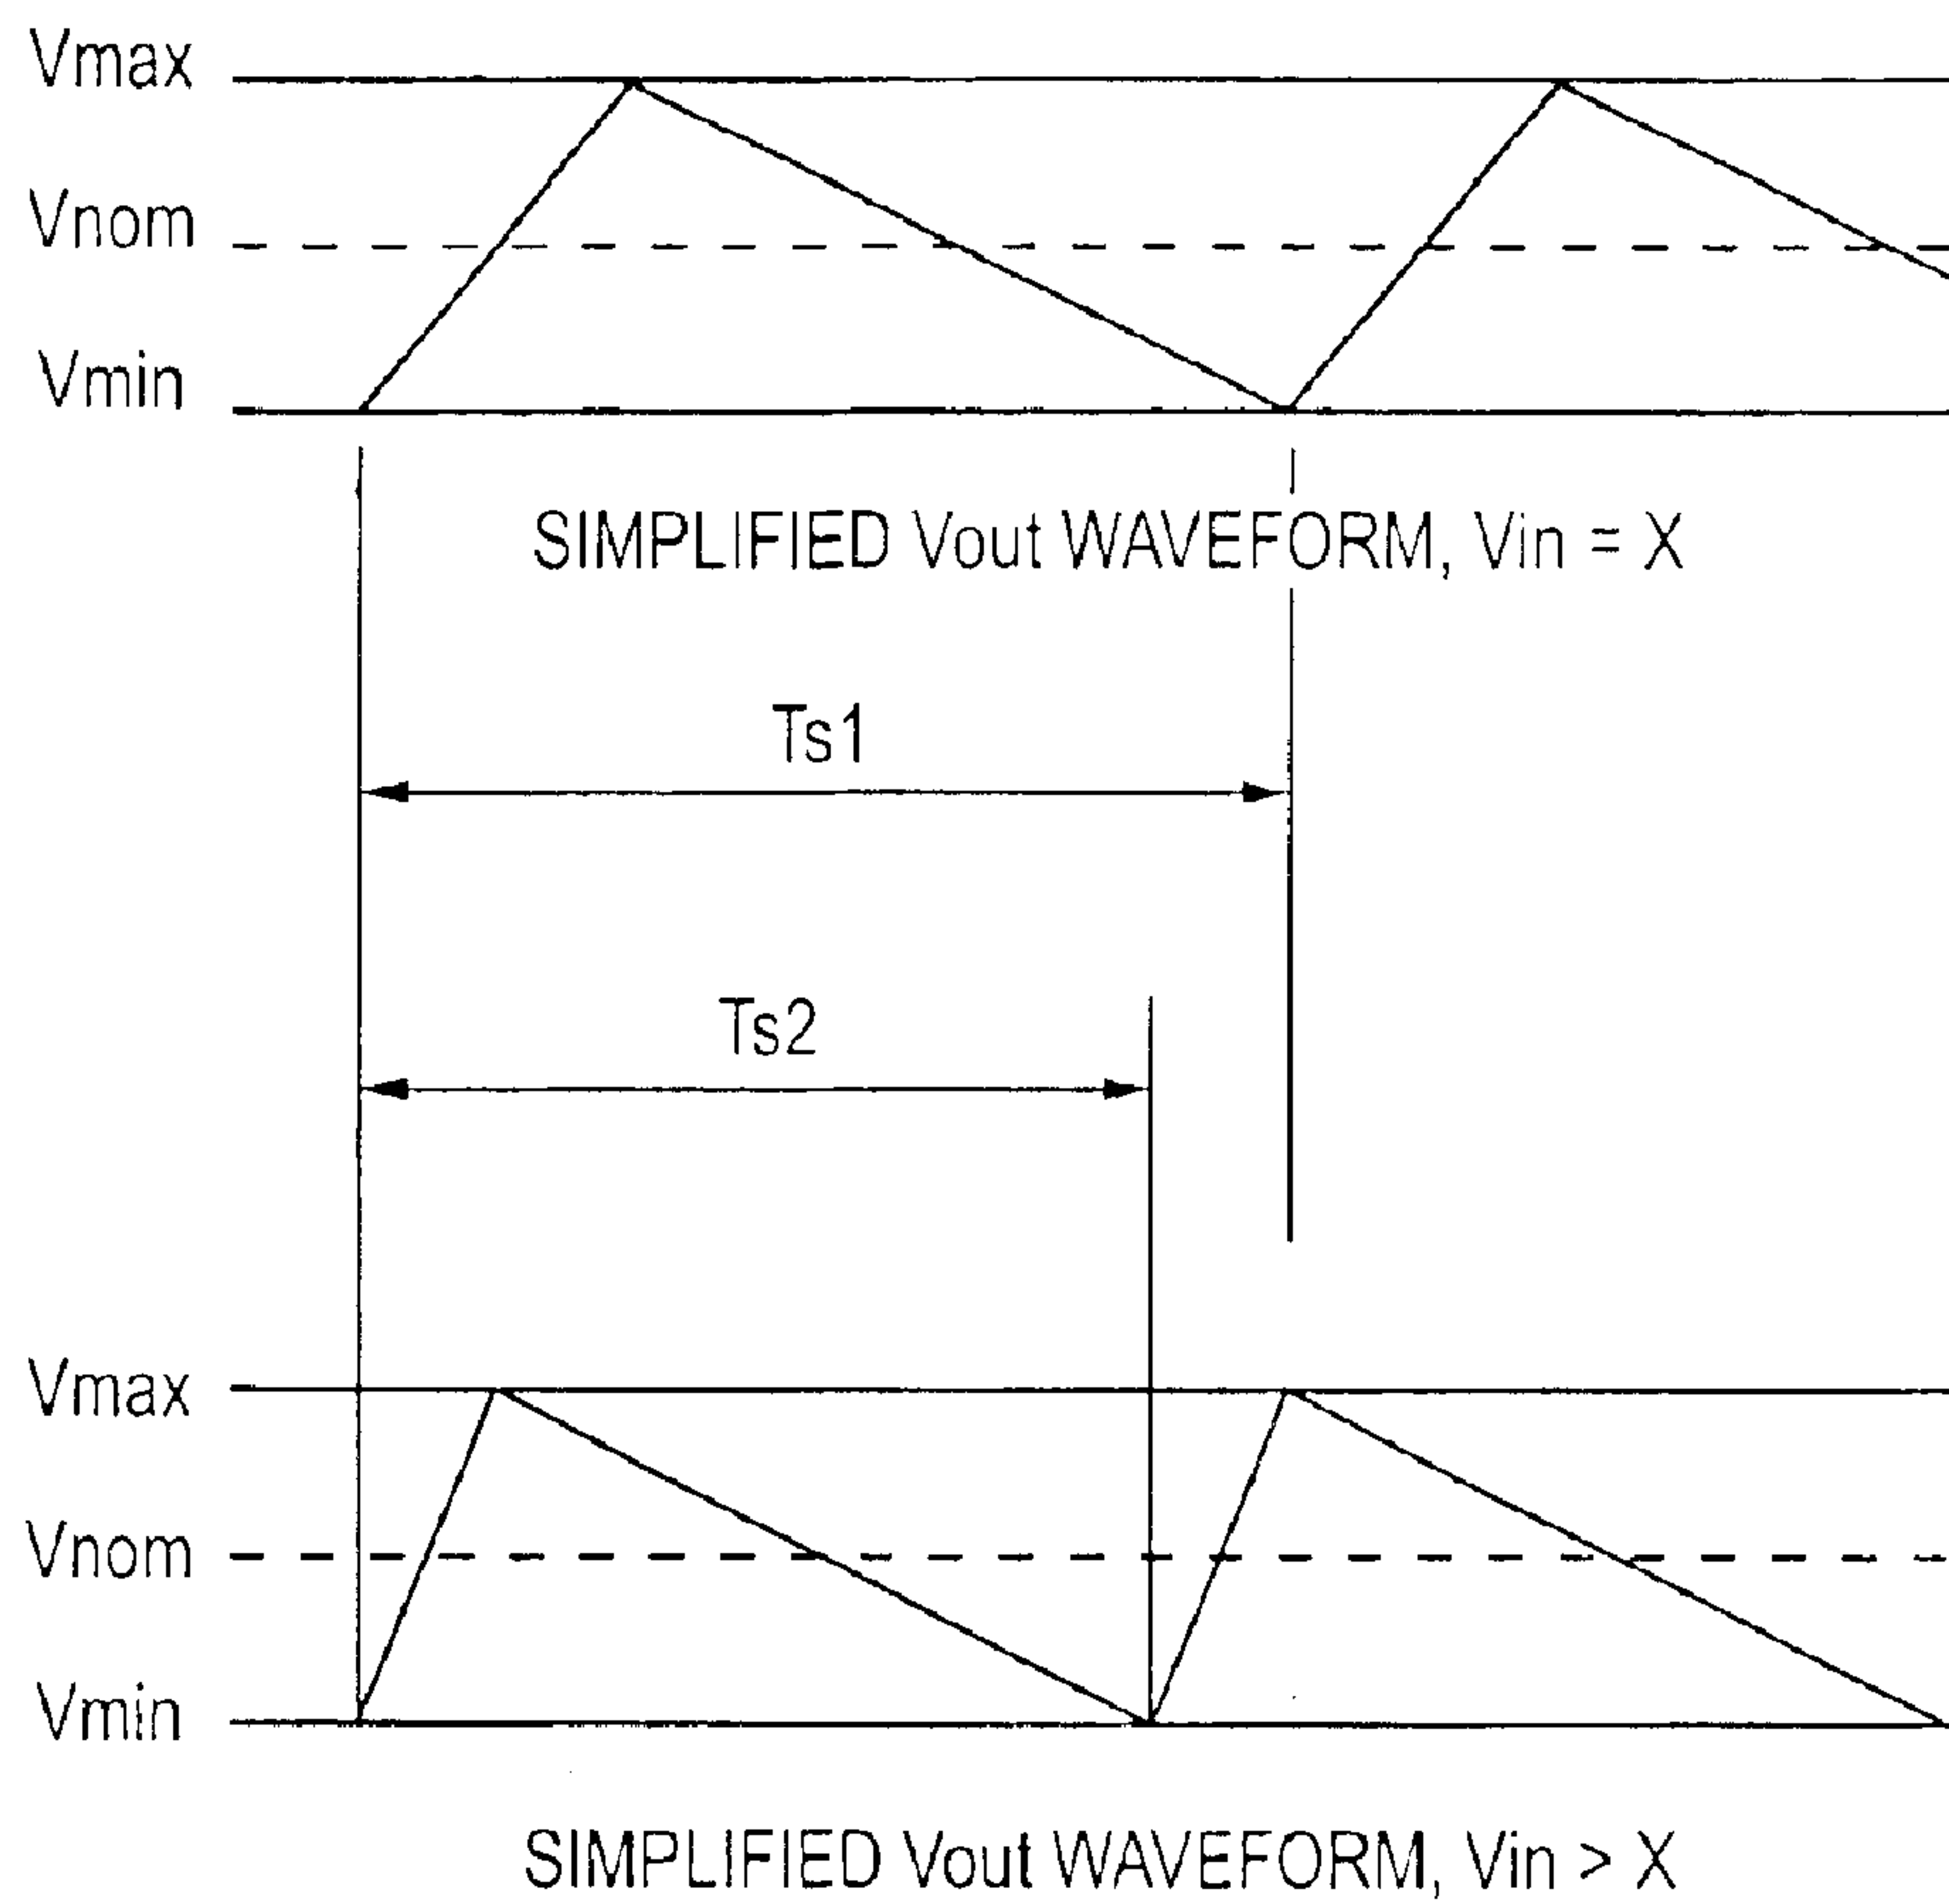 Vmax
Vnom
Vmin
SIMPLIFIED Vout WAVEFORM, Vin = X
Ts1
Ts2
Vmax
Vnom
Vmin
SIMPLIFIED Vout WAVEFORM, Vin > X